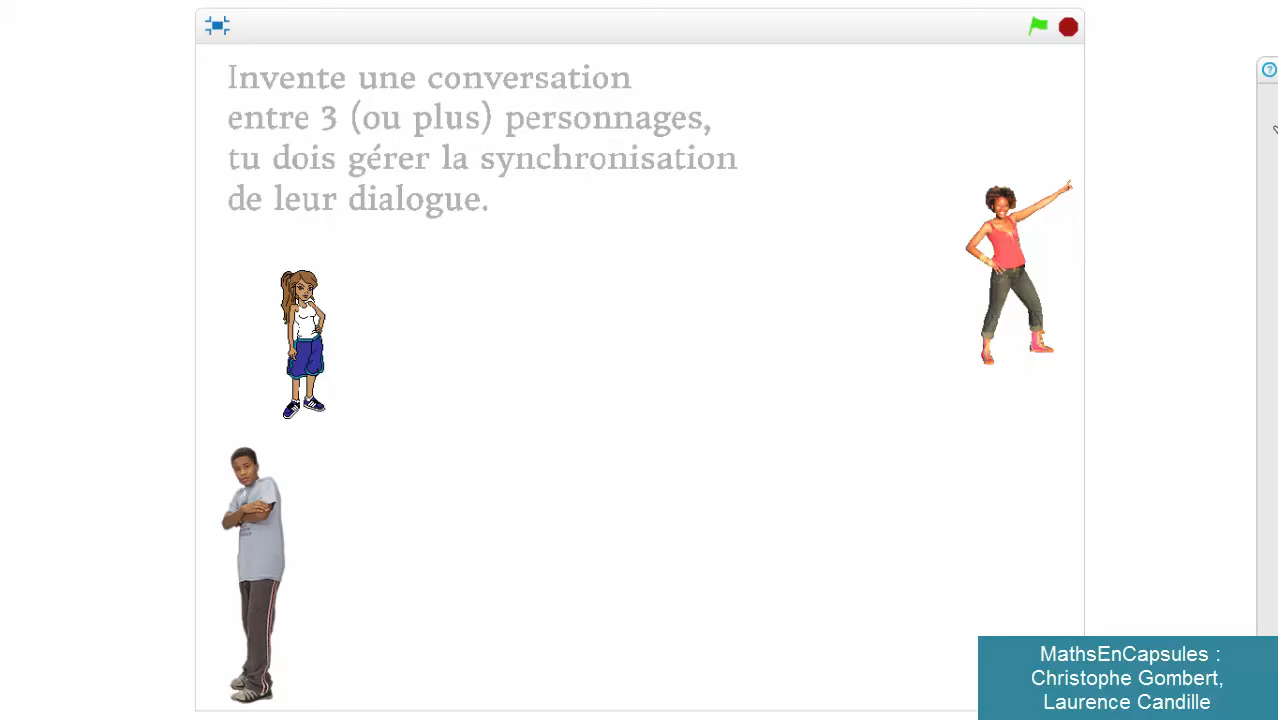 Invente une conversation
entre 3 (ou plus) personnages,
tu dois gérer la synchronisation
de leur dialogue.
MathsEnCapsules :
Christophe Gombert,
Laurence Candille